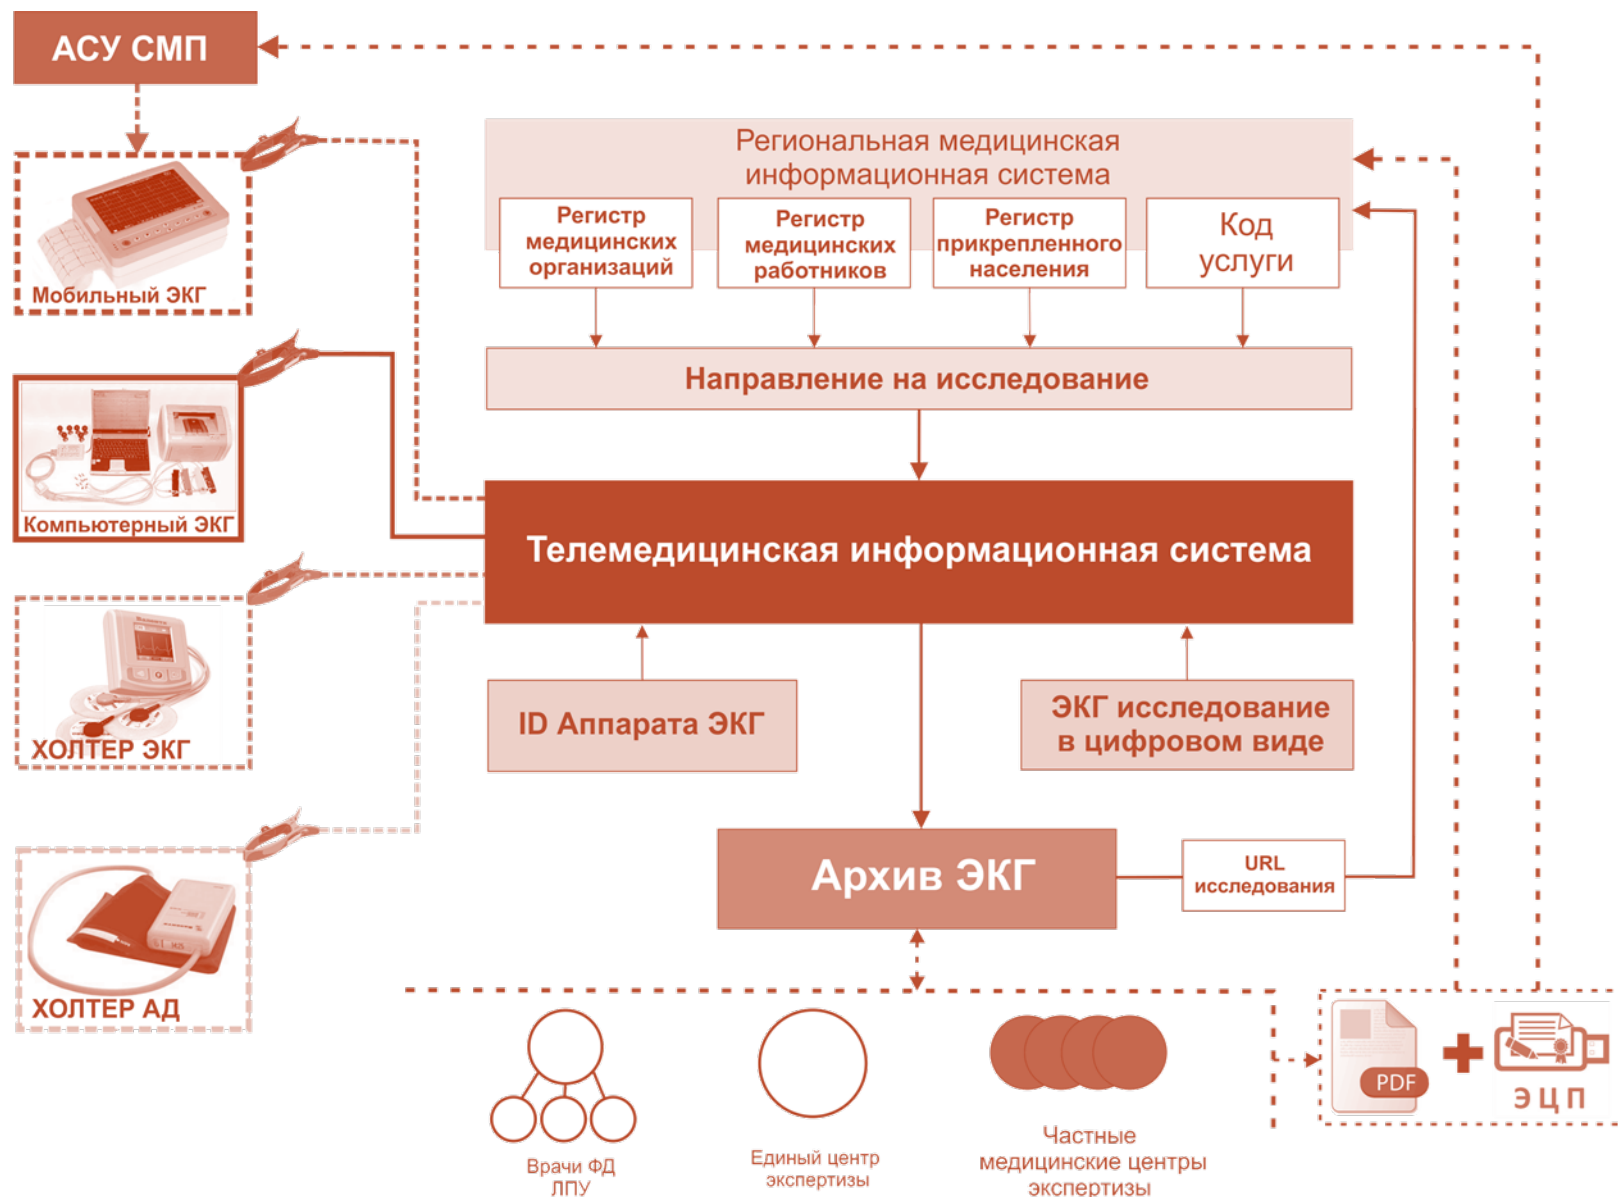 АСУ СМП
Мобильный ЭКГ
Компьютерный ЭКГ
ХОЛТЕР ЭКГ
ХОЛТЕР АД
Региональная медицинская
информационная система
Регистр
медицинских
организаций
Регистр
медицинских
работников
Регистр
прикрепленного
населения
Код
услуги
Направление на исследование
Телемедицинская информационная система
ID Аппарата ЭКГ
ЭКГ исследование
в цифровом виде
Архив ЭКГ
URL
исследования
Врачи ФД
ЛПУ
Единый центр
экспертизы
Частные
медицинские центры
экспертизы
PDF
ЭЦП